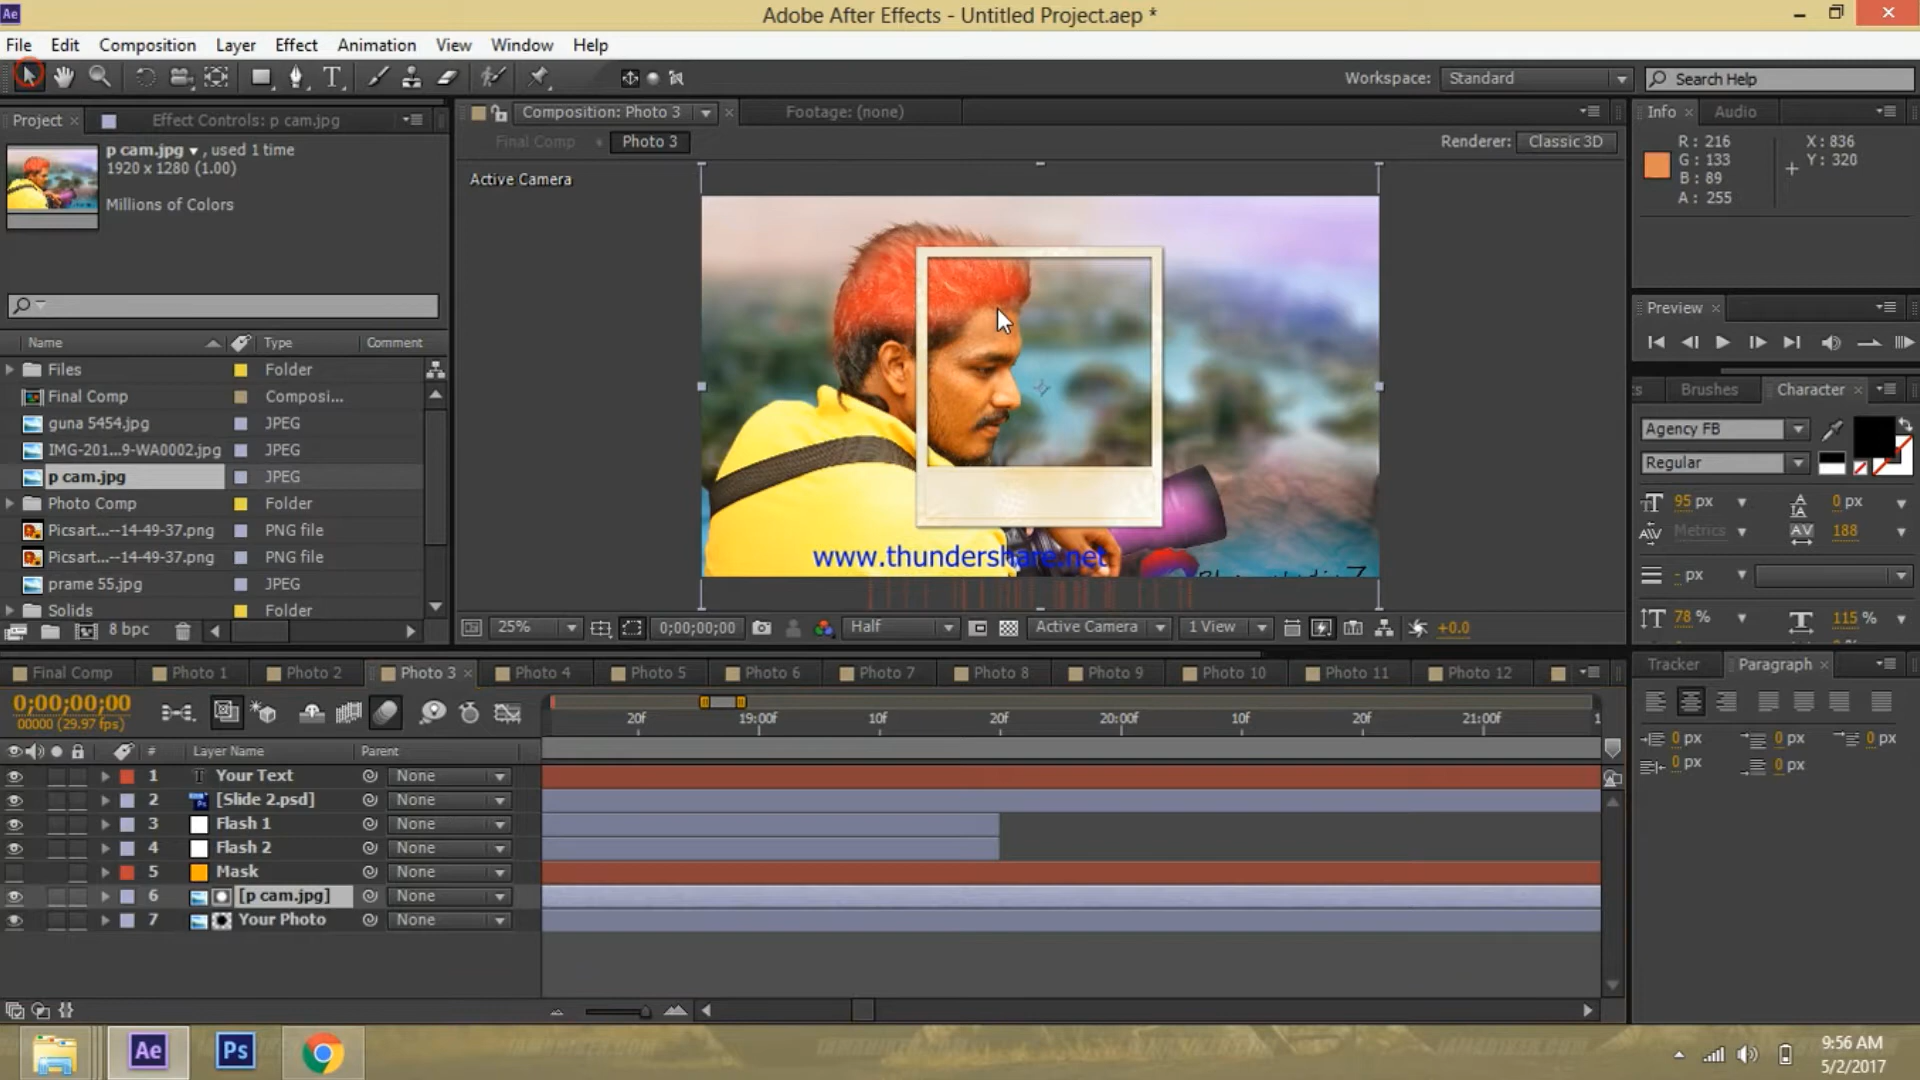 Ae
Adobe After Effects - Untitled Project.aep *
File Edit Composition Layer Effect Animation View Window Help
Workspace: Standard
Search Help
Project
Effect Controls: p cam.jpg
p cam.jpg , used 1 time
1920 x 1280 (1.00)
Millions of Colors
Name Type Comment
Files Folder
Final Comp Composi...
guna 5454.jpg JPEG
IMG-201...9-WA0002.jpg JPEG
p cam.jpg JPEG
Photo Comp Folder
Picsart...--14-49-37.png PNG file
Picsart...--14-49-37.png PNG file
prame 55.jpg JPEG
Solids Folder
8 bpc
Composition: Photo 3
Footage: (none)
Final Comp Photo 3
Renderer: Classic 3D
Active Camera
www.thundershare.net
25% 0;00;00;00 Half Active Camera 1 View +0.0
Info Audio
R : 216 X : 836
G : 133 Y : 320
B : 89
A : 255
Preview
Brushes Character
Agency FB
Regular
95 px 0 px
Metrics 188
- px
78 % 115 %
Final Comp Photo 1 Photo 2 Photo 3 Photo 4 Photo 5 Photo 6 Photo 7 Photo 8 Photo 9 Photo 10 Photo 11 Photo 12
0;00;00;00
00000 (29.97 fps)
20f 19:00f 10f 20f 20:00f 10f 20f 21:00f 1
# Layer Name Parent
1 Your Text None
2 [Slide 2.psd] None
3 Flash 1 None
4 Flash 2 None
5 Mask None
6 [p cam.jpg] None
7 Your Photo None
Tracker Paragraph
0 px 0 px 0 px
0 px 0 px
Ae Ps
9:56 AM
5/2/2017